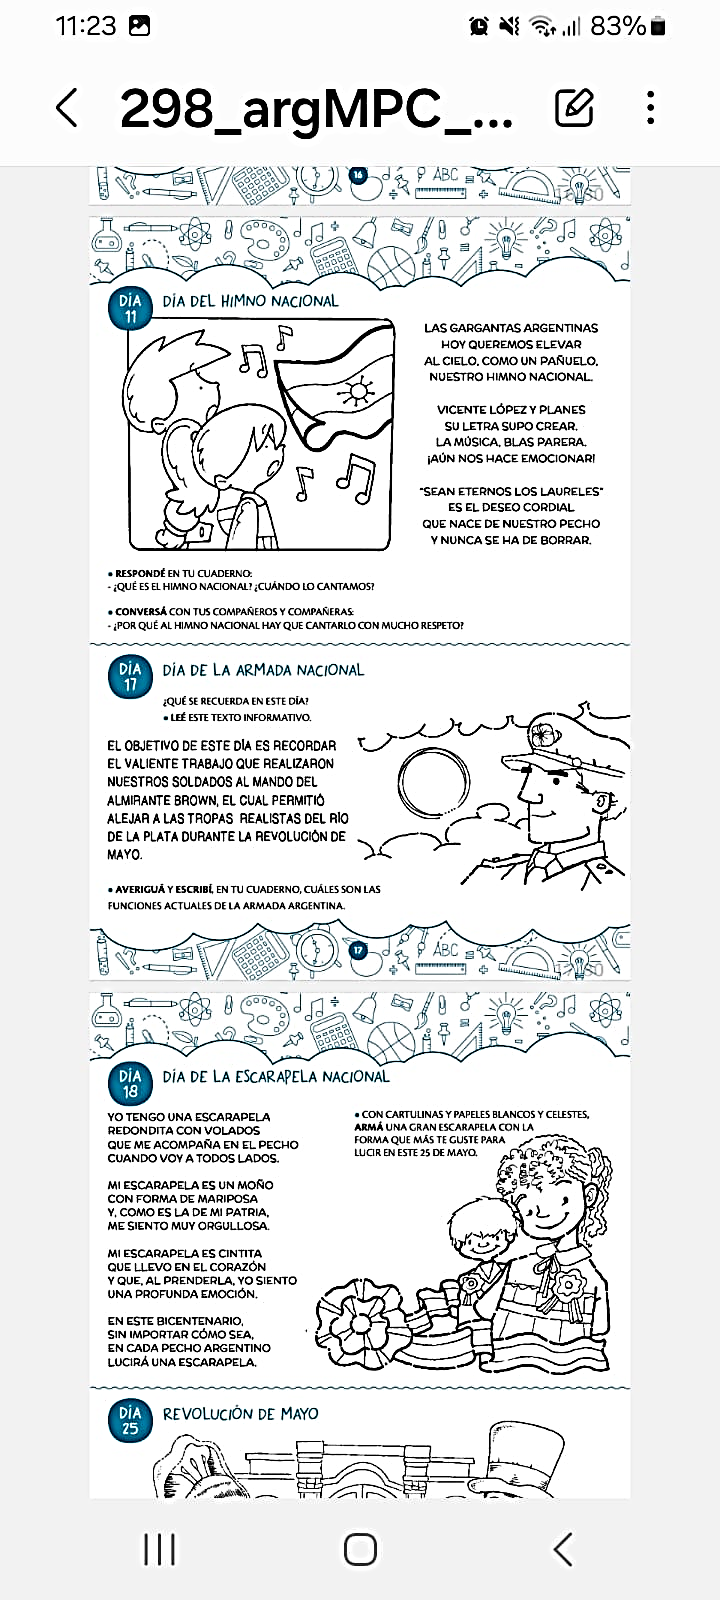 11:23
83%
298_argMPC_...
16
ABC
DÍA
11
DÍA DEL HIMNO NACIONAL
LAS GARGANTAS ARGENTINAS
HOY QUEREMOS ELEVAR
AL CIELO, COMO UN PAÑUELO,
NUESTRO HIMNO NACIONAL.
VICENTE LÓPEZ Y PLANES
SU LETRA SUPO CREAR.
LA MÚSICA, BLAS PARERA.
¡AÚN NOS HACE EMOCIONAR!
"SEAN ETERNOS LOS LAURELES"
ES EL DESEO CORDIAL
QUE NACE DE NUESTRO PECHO
Y NUNCA SE HA DE BORRAR.
• RESPONDÉ EN TU CUADERNO:
- ¿QUÉ ES EL HIMNO NACIONAL? ¿CUÁNDO LO CANTAMOS?
• CONVERSÁ CON TUS COMPAÑEROS Y COMPAÑERAS:
- ¿POR QUÉ AL HIMNO NACIONAL HAY QUE CANTARLO CON MUCHO RESPETO?
DÍA
17
DÍA DE LA ARMADA NACIONAL
¿QUÉ SE RECUERDA EN ESTE DÍA?
• LEÉ ESTE TEXTO INFORMATIVO.
EL OBJETIVO DE ESTE DÍA ES RECORDAR
EL VALIENTE TRABAJO QUE REALIZARON
NUESTROS SOLDADOS AL MANDO DEL
ALMIRANTE BROWN, EL CUAL PERMITIÓ
ALEJAR A LAS TROPAS REALISTAS DEL RÍO
DE LA PLATA DURANTE LA REVOLUCIÓN DE
MAYO.
• AVERIGUÁ Y ESCRIBÍ, EN TU CUADERNO, CUÁLES SON LAS
FUNCIONES ACTUALES DE LA ARMADA ARGENTINA.
17
ABC
DÍA
18
DÍA DE LA ESCARAPELA NACIONAL
YO TENGO UNA ESCARAPELA
REDONDITA CON VOLADOS
QUE ME ACOMPAÑA EN EL PECHO
CUANDO VOY A TODOS LADOS.
MI ESCARAPELA ES UN MOÑO
CON FORMA DE MARIPOSA
Y, COMO ES LA DE MI PATRIA,
ME SIENTO MUY ORGULLOSA.
MI ESCARAPELA ES CINTITA
QUE LLEVO EN EL CORAZÓN
Y QUE, AL PRENDERLA, YO SIENTO
UNA PROFUNDA EMOCIÓN.
EN ESTE BICENTENARIO,
SIN IMPORTAR CÓMO SEA,
EN CADA PECHO ARGENTINO
LUCIRÁ UNA ESCARAPELA.
• CON CARTULINAS Y PAPELES BLANCOS Y CELESTES,
ARMÁ UNA GRAN ESCARAPELA CON LA
FORMA QUE MÁS TE GUSTE PARA
LUCIR EN ESTE 25 DE MAYO.
DÍA
25
REVOLUCIÓN DE MAYO